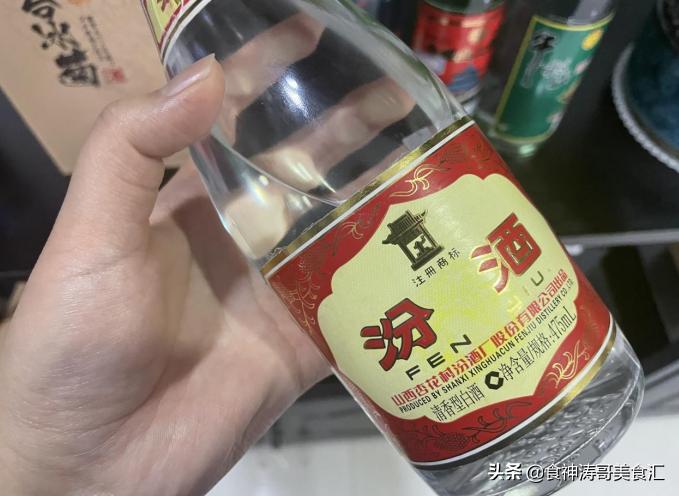 注册商标
汾酒
FEN JIU
山西杏花村汾酒厂股份有限公司出品
PRODUCED BY SHANXI XINGHUACUN FENJIU DISTILLERY CO.,LTD.
清香型白酒
净含量/规格:475mL
头条 @食神涛哥美食汇